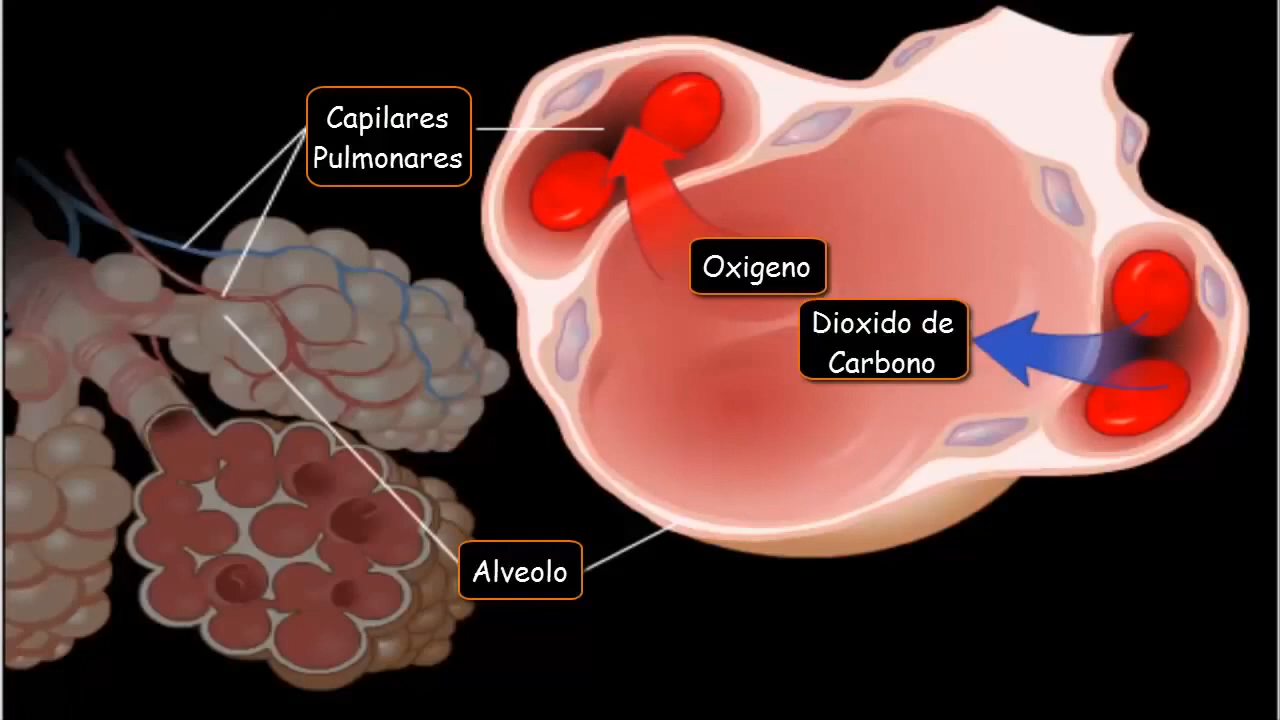 Capilares
Pulmonares
Oxigeno
Dioxido de
Carbono
Alveolo